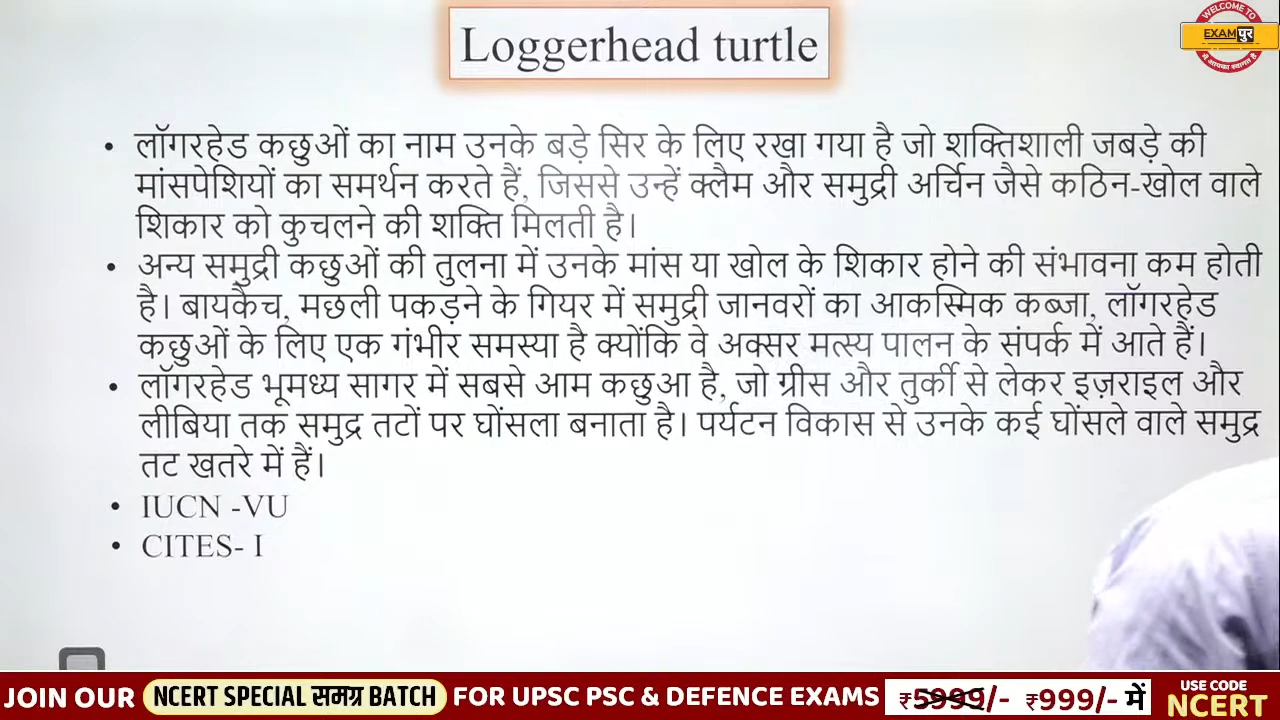 Loggerhead turtle
WELCOME TO
EXAMपुर
में आपका स्वागत है
• लॉगरहेड कछुओं का नाम उनके बड़े सिर के लिए रखा गया है जो शक्तिशाली जबड़े की
मांसपेशियों का समर्थन करते हैं, जिससे उन्हें क्लैम और समुद्री अर्चिन जैसे कठिन-खोल वाले
शिकार को कुचलने की शक्ति मिलती है।
• अन्य समुद्री कछुओं की तुलना में उनके मांस या खोल के शिकार होने की संभावना कम होती
है। बायकैच, मछली पकड़ने के गियर में समुद्री जानवरों का आकस्मिक कब्जा, लॉगरहेड
कछुओं के लिए एक गंभीर समस्या है क्योंकि वे अक्सर मत्स्य पालन के संपर्क में आते हैं।
• लॉगरहेड भूमध्य सागर में सबसे आम कछुआ है, जो ग्रीस और तुर्की से लेकर इज़राइल और
लीबिया तक समुद्र तटों पर घोंसला बनाता है। पर्यटन विकास से उनके कई घोंसले वाले समुद्र
तट खतरे में हैं।
• IUCN -VU
• CITES- I
JOIN OUR NCERT SPECIAL समग्र BATCH FOR UPSC PSC & DEFENCE EXAMS ₹5999/- ₹999/- में
USE CODE
NCERT